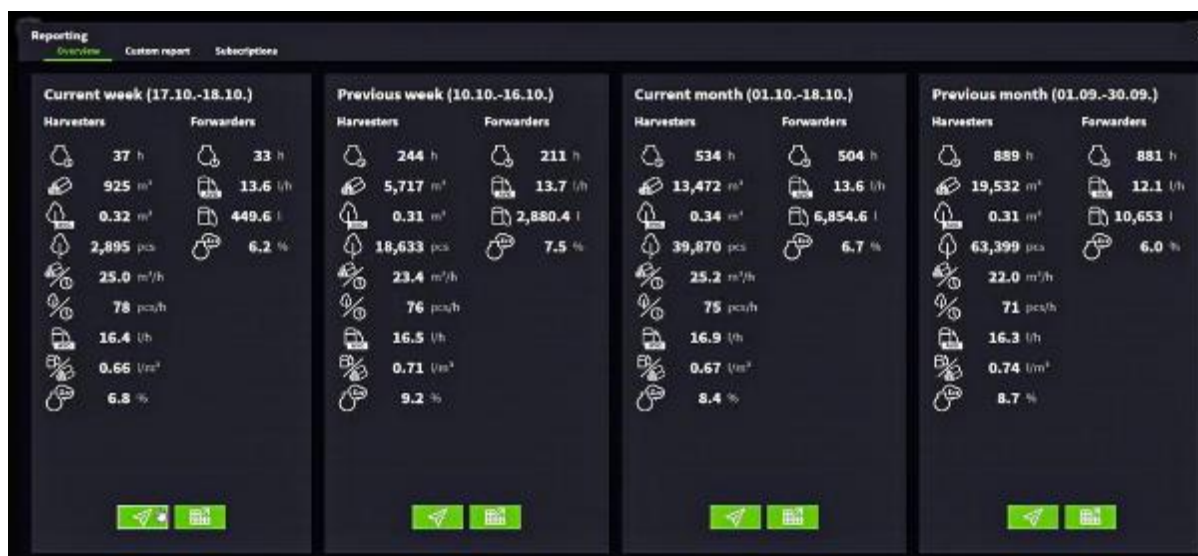 Reporting
Overview Custom report Subscriptions
Current week (17.10.-18.10.)
Harvesters Forwarders
37 h 33 h
925 m³ 13.6 l/h
0.32 m³ 449.6 l
2,895 pcs 6.2 %
25.0 m³/h
78 pcs/h
16.4 l/h
0.66 l/m³
6.8 %
Previous week (10.10.-16.10.)
Harvesters Forwarders
244 h 211 h
5,717 m³ 13.7 l/h
0.31 m³ 2,880.4 l
18,633 pcs 7.5 %
23.4 m³/h
76 pcs/h
16.5 l/h
0.71 l/m³
9.2 %
Current month (01.10.-18.10.)
Harvesters Forwarders
534 h 504 h
13,472 m³ 13.6 l/h
0.34 m³ 6,854.6 l
39,870 pcs 6.7 %
25.2 m³/h
75 pcs/h
16.9 l/h
0.67 l/m³
8.4 %
Previous month (01.09.-30.09.)
Harvesters Forwarders
889 h 881 h
19,532 m³ 12.1 l/h
0.31 m³ 10,653 l
63,399 pcs 6.0 %
22.0 m³/h
71 pcs/h
16.3 l/h
0.74 l/m³
8.7 %